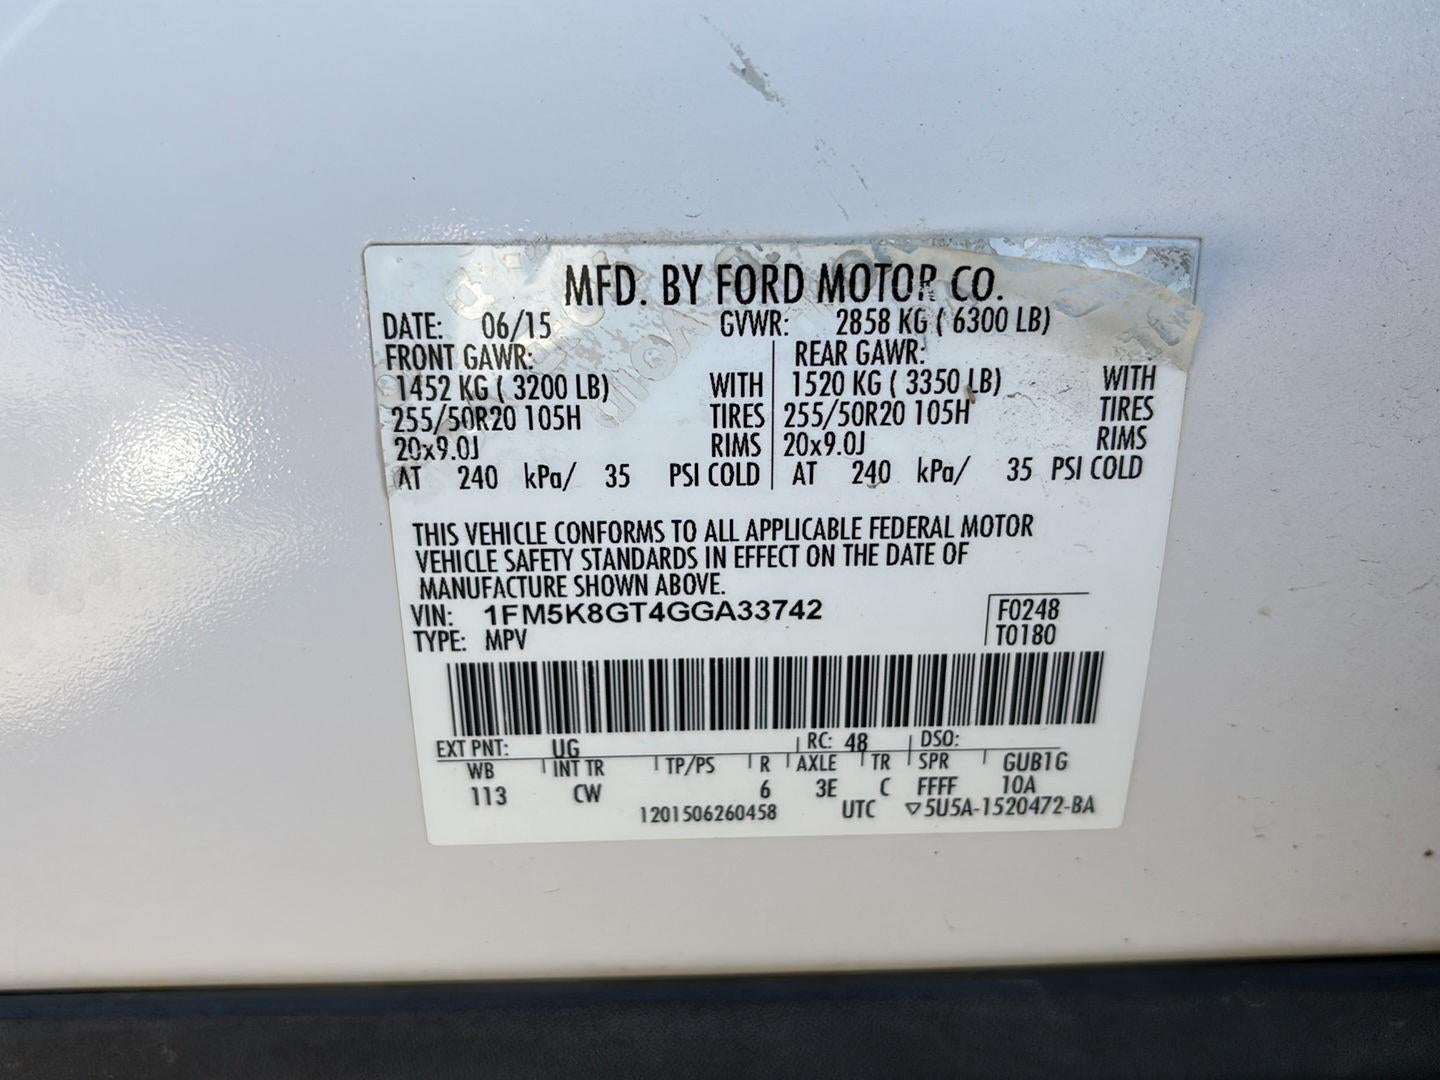 MFD. BY FORD MOTOR CO.
DATE: 06/15 GVWR: 2858 KG ( 6300 LB)
FRONT GAWR: REAR GAWR:
1452 KG ( 3200 LB) WITH 1520 KG ( 3350 LB) WITH
255/50R20 105H TIRES 255/50R20 105H TIRES
20x9.0J RIMS 20x9.0J RIMS
AT 240 kPa/ 35 PSI COLD AT 240 kPa/ 35 PSI COLD
THIS VEHICLE CONFORMS TO ALL APPLICABLE FEDERAL MOTOR
VEHICLE SAFETY STANDARDS IN EFFECT ON THE DATE OF
MANUFACTURE SHOWN ABOVE.
VIN: 1FM5K8GT4GGA33742 F0248
TYPE: MPV T0180
EXT PNT: UG RC: 48 DSO:
WB INT TR TP/PS R AXLE TR SPR GUB1G
113 CW 6 3E C FFFF 10A
1201506260458 UTC ▽5U5A-1520472-BA